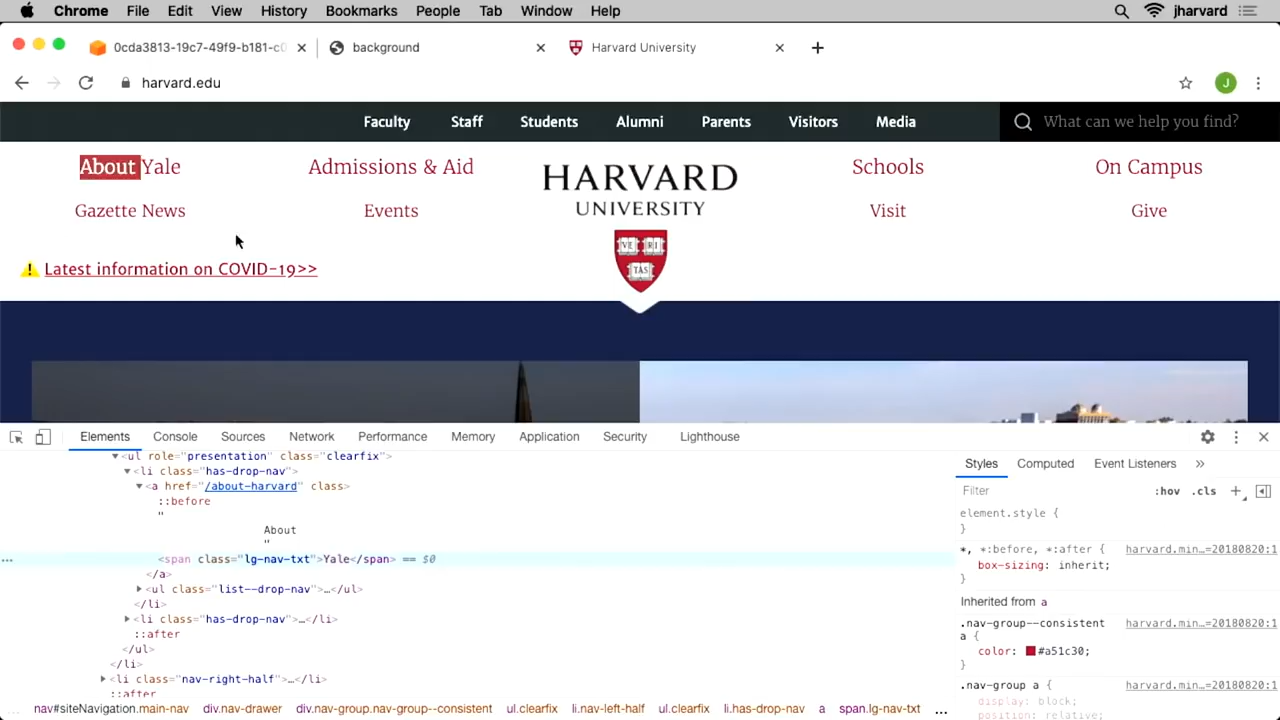 Chrome File Edit View History Bookmarks People Tab Window Help jharvard
0cda3813-19c7-49f9-b181-c0 background Harvard University
harvard.edu J
Faculty Staff Students Alumni Parents Visitors Media What can we help you find?
About Yale Admissions & Aid HARVARD Schools On Campus
Gazette News Events UNIVERSITY Visit Give
VE RI
TAS
Latest information on COVID-19>>
Elements Console Sources Network Performance Memory Application Security Lighthouse
▼<ul role="presentation" class="clearfix">
▼<li class="has-drop-nav">
▼<a href="/about-harvard" class>
::before
"
About
"
… <span class="lg-nav-txt">Yale</span> == $0
</a>
▶<ul class="list--drop-nav">…</ul>
</li>
▶<li class="has-drop-nav">…</li>
::after
</ul>
</li>
▶<li class="nav-right-half">…</li>
::after
… nav#siteNavigation.main-nav div.nav-drawer div.nav-group.nav-group--consistent ul.clearfix li.nav-left-half ul.clearfix li.has-drop-nav a span.lg-nav-txt …
Styles Computed Event Listeners »
Filter :hov .cls +
element.style {
}
*, *:before, *:after { harvard.min…=20180820:1
box-sizing: inherit;
}
Inherited from a
.nav-group--consistent harvard.min…=20180820:1
a {
color: #a51c30;
}
.nav-group a { harvard.min…=20180820:1
display: block;
position: relative;